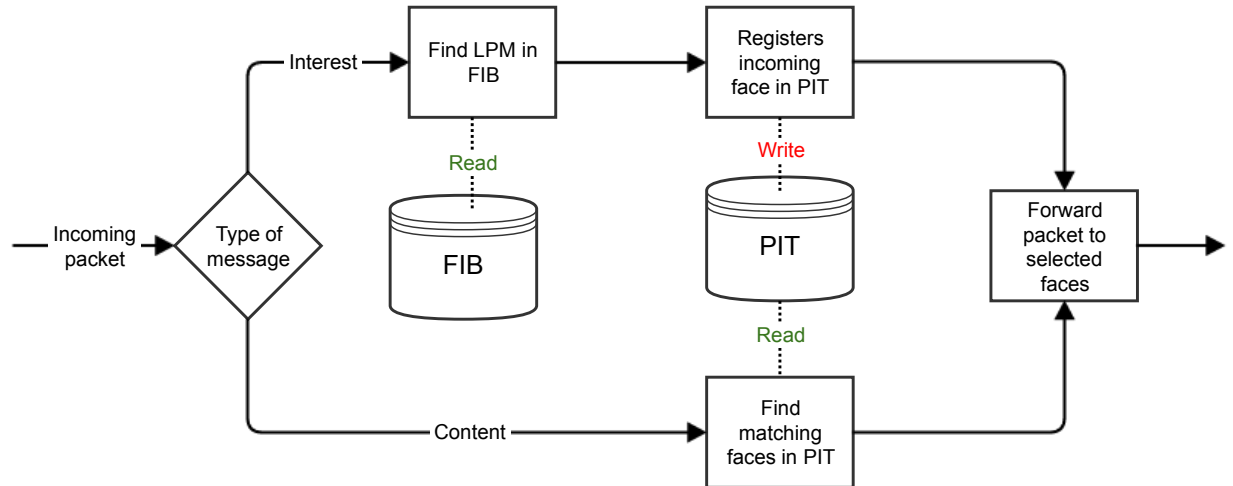 Incoming
packet
Type of
message
Interest
Find LPM in
FIB
Read
FIB
Registers
incoming
face in PIT
Write
PIT
Read
Content
Find
matching
faces in PIT
Forward
packet to
selected
faces